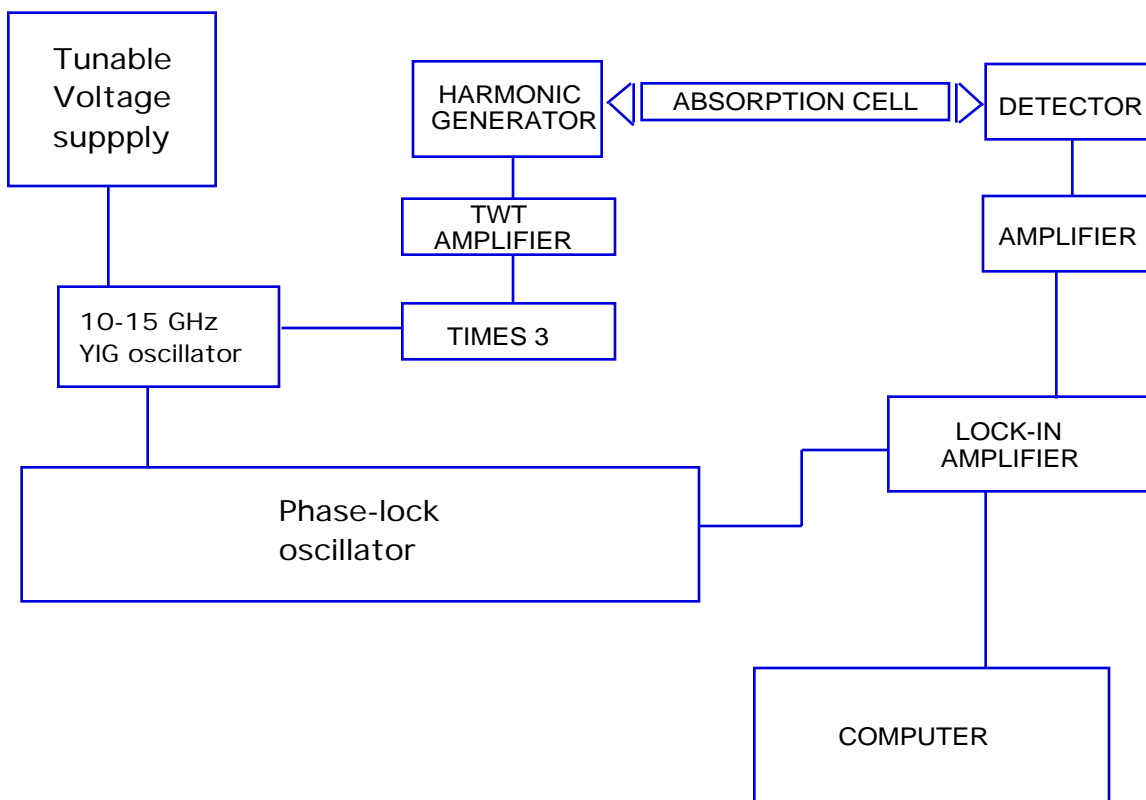 Tunable
Voltage
suppply
HARMONIC
GENERATOR
ABSORPTION CELL
DETECTOR
TWT
AMPLIFIER
AMPLIFIER
10-15 GHz
YIG oscillator
TIMES 3
LOCK-IN
AMPLIFIER
Phase-lock
oscillator
COMPUTER